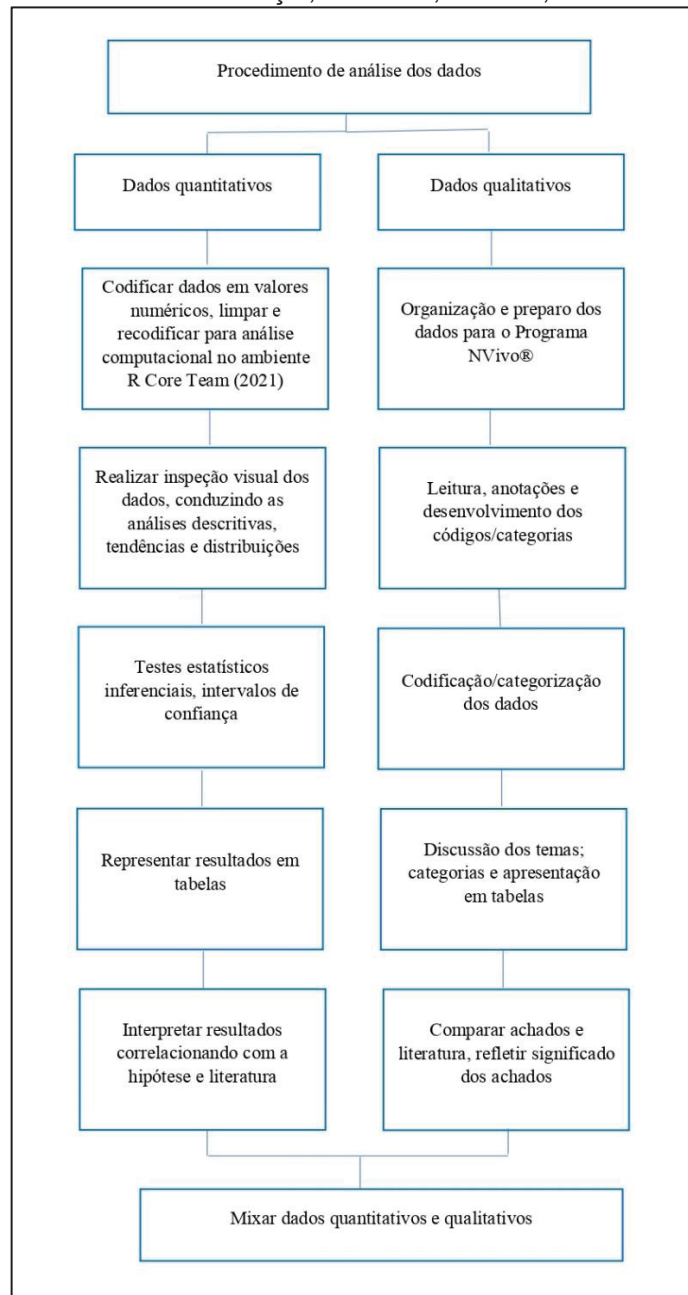 Procedimento de análise dos dados
Dados quantitativos
Dados qualitativos
Codificar dados em valores
numéricos, limpar e
recodificar para análise
computacional no ambiente
R Core Team (2021)
Organização e preparo dos
dados para o Programa
NVivo®
Realizar inspeção visual dos
dados, conduzindo as
análises descritivas,
tendências e distribuições
Leitura, anotações e
desenvolvimento dos
códigos/categorias
Testes estatísticos
inferenciais, intervalos de
confiança
Codificação/categorização
dos dados
Representar resultados em
tabelas
Discussão dos temas;
categorias e apresentação
em tabelas
Interpretar resultados
correlacionando com a
hipótese e literatura
Comparar achados e
literatura, refletir significado
dos achados
Mixar dados quantitativos e qualitativos